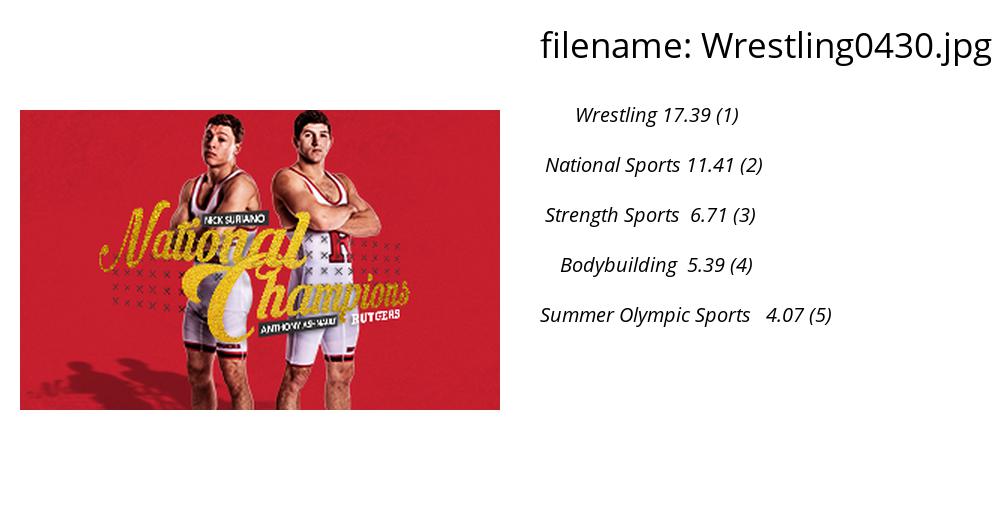 filename: Wrestling0430.jpg
Wrestling 17.39 (1)
National Sports 11.41 (2)
Strength Sports 6.71 (3)
Bodybuilding 5.39 (4)
Summer Olympic Sports 4.07 (5)
NICK SURIANO
National
Champions
ANTHONY ASHNAULT
RUTGERS
R